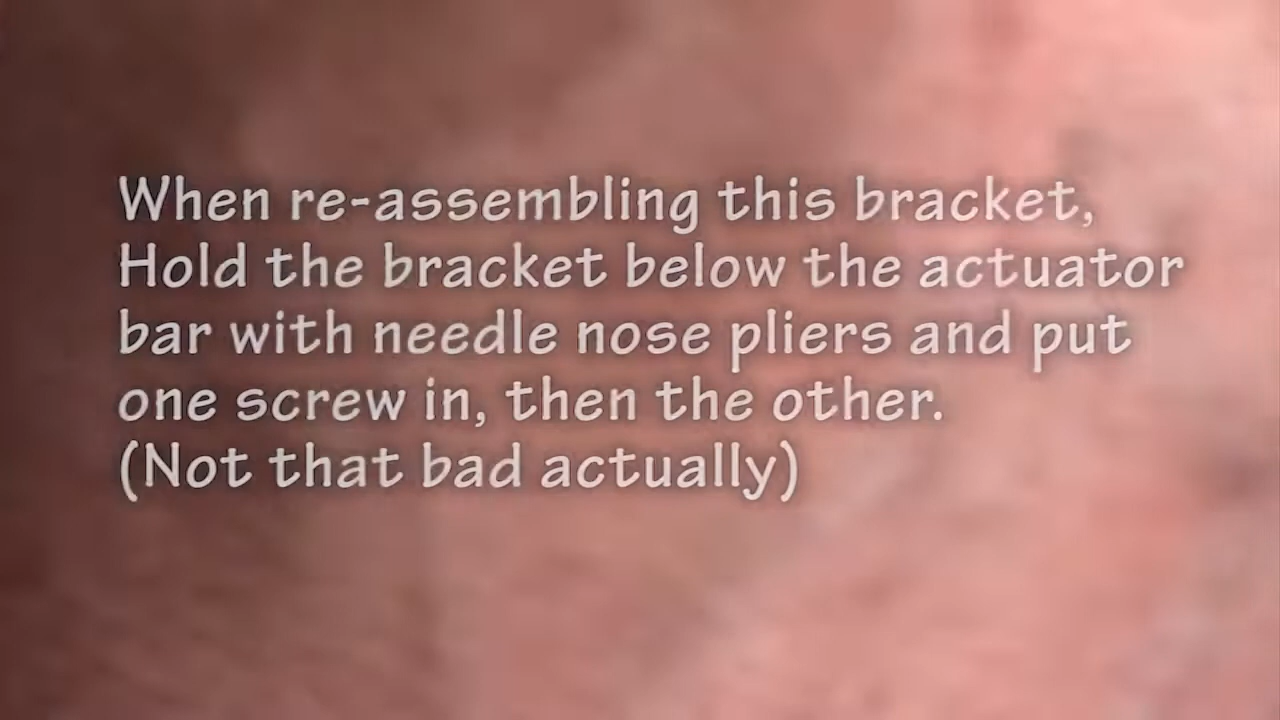 When re-assembling this bracket,
Hold the bracket below the actuator
bar with needle nose pliers and put
one screw in, then the other.
(Not that bad actually)